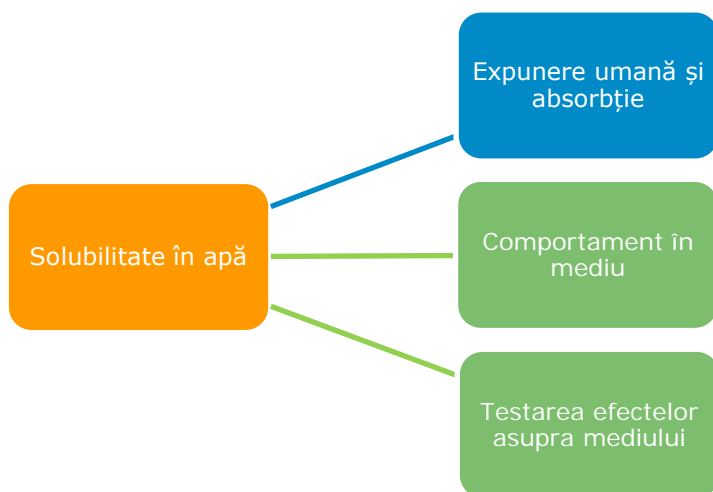 Expunere umană și
absorbție
Solubilitate în apă
Comportament în
mediu
Testarea efectelor
asupra mediului